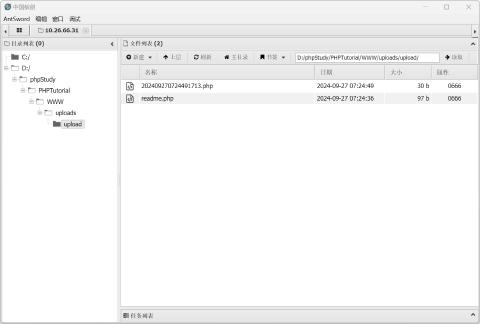 中国蚁剑
AntSword 编辑 窗口 调试
10.26.66.31
目录列表 (0)
C:/
D:/
phpStudy
PHPTutorial
WWW
uploads
upload
文件列表 (2)
新建 上层 刷新 主目录 书签 D:/phpStudy/PHPTutorial/WWW/uploads/upload/ 读取
名称 日期 大小 属性
202409270724491713.php 2024-09-27 07:24:49 30 b 0666
readme.php 2024-09-27 07:24:36 97 b 0666
任务列表